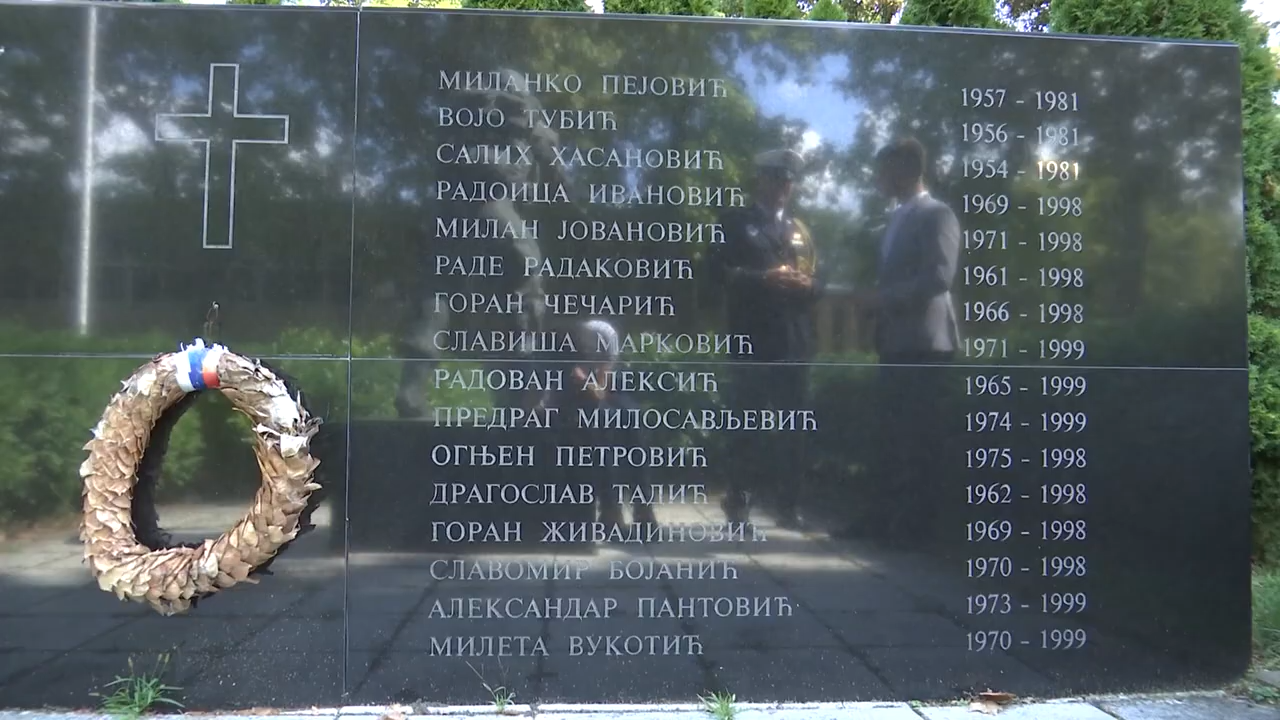 МИЛАНКО ПЕЈОВИЋ 1957 - 1981
ВОЈО ТУБИЋ 1956 - 1981
САЛИХ ХАСАНОВИЋ 1954 - 1981
РАДОИЦА ИВАНОВИЋ 1969 - 1998
МИЛАН ЈОВАНОВИЋ 1971 - 1998
РАДЕ РАДАКОВИЋ 1961 - 1998
ГОРАН ЧЕЧАРИЋ 1966 - 1998
СЛАВИША МАРКОВИЋ 1971 - 1999
РАДОВАН АЛЕКСИЋ 1965 - 1999
ПРЕДРАГ МИЛОСАВЉЕВИЋ 1974 - 1999
ОГЊЕН ПЕТРОВИЋ 1975 - 1998
ДРАГОСЛАВ ТАДИЋ 1962 - 1998
ГОРАН ЖИВАДИНОВИЋ 1969 - 1998
СЛАВОМИР БОЈАНИЋ 1970 - 1998
АЛЕКСАНДАР ПАНТОВИЋ 1973 - 1999
МИЛЕТА ВУКОТИЋ 1970 - 1999